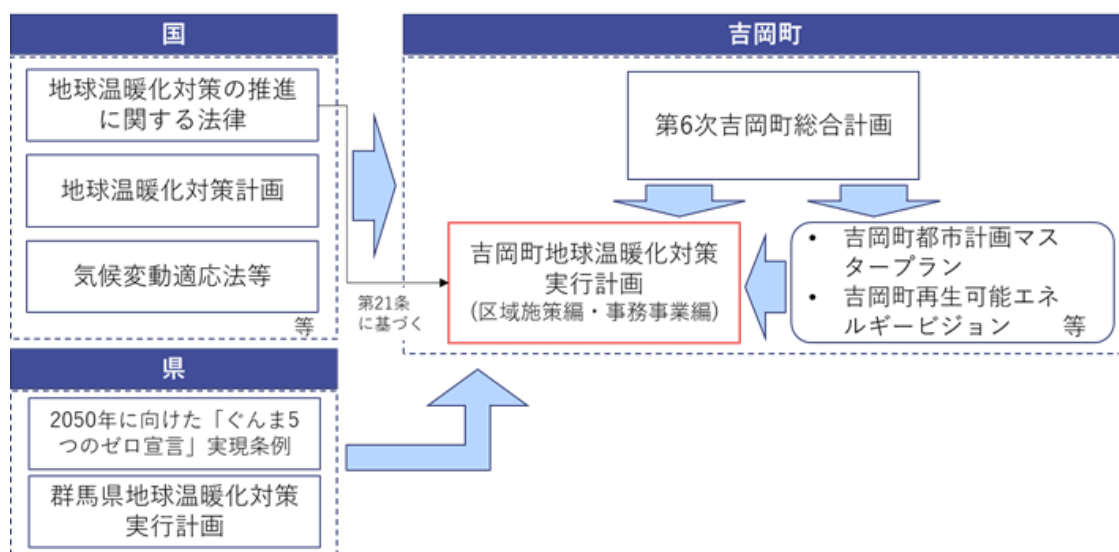 国
地球温暖化対策の推進
に関する法律
地球温暖化対策計画
気候変動適応法等
等
県
2050年に向けた「ぐんま5
つのゼロ宣言」実現条例
群馬県地球温暖化対策
実行計画
第21条
に基づく
吉岡町
第6次吉岡町総合計画
吉岡町地球温暖化対策
実行計画
(区域施策編・事務事業編)
• 吉岡町都市計画マス
タープラン
• 吉岡町再生可能エネ
ルギービジョン 等